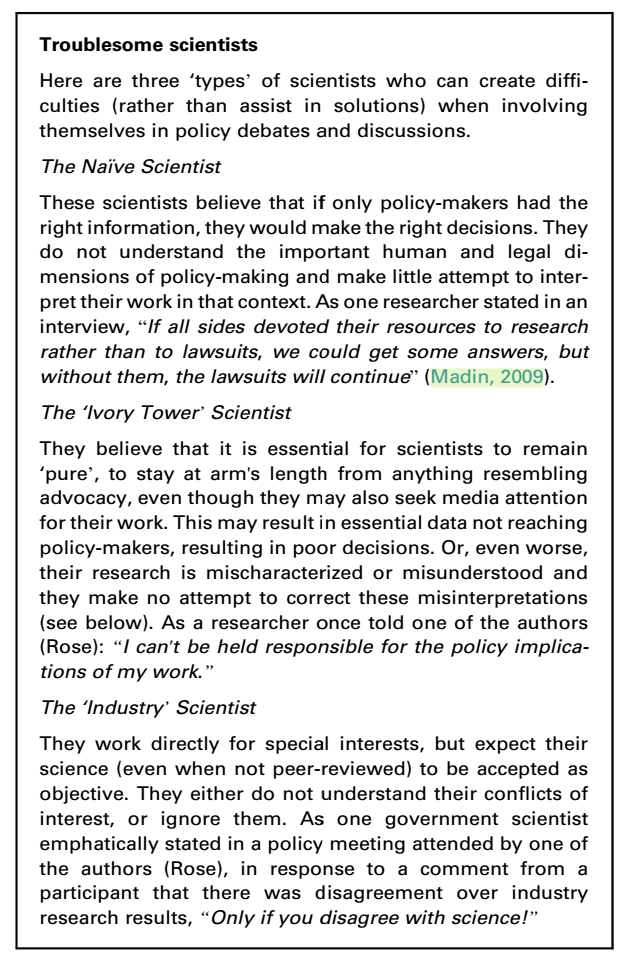 Troublesome scientists
Here are three ‘types’ of scientists who can create diffi-
culties (rather than assist in solutions) when involving
themselves in policy debates and discussions.
The Naïve Scientist
These scientists believe that if only policy-makers had the
right information, they would make the right decisions. They
do not understand the important human and legal di-
mensions of policy-making and make little attempt to inter-
pret their work in that context. As one researcher stated in an
interview, “If all sides devoted their resources to research
rather than to lawsuits, we could get some answers, but
without them, the lawsuits will continue” (Madin, 2009).
The ‘Ivory Tower’ Scientist
They believe that it is essential for scientists to remain
‘pure’, to stay at arm's length from anything resembling
advocacy, even though they may also seek media attention
for their work. This may result in essential data not reaching
policy-makers, resulting in poor decisions. Or, even worse,
their research is mischaracterized or misunderstood and
they make no attempt to correct these misinterpretations
(see below). As a researcher once told one of the authors
(Rose): “I can't be held responsible for the policy implica-
tions of my work.”
The ‘Industry’ Scientist
They work directly for special interests, but expect their
science (even when not peer-reviewed) to be accepted as
objective. They either do not understand their conflicts of
interest, or ignore them. As one government scientist
emphatically stated in a policy meeting attended by one of
the authors (Rose), in response to a comment from a
participant that there was disagreement over industry
research results, “Only if you disagree with science!”